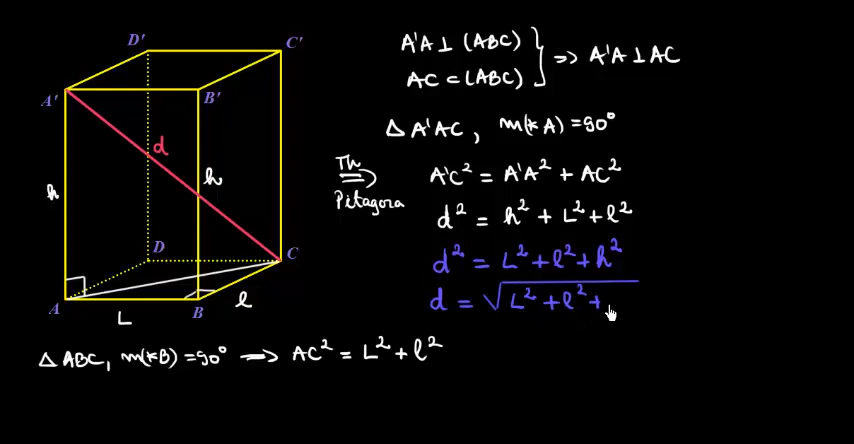 D'
C'
A'
B'
d
h
h
D
C
A
B
L
l
A'A ⊥ (ABC)
AC ⊂ (ABC)
} => A'A ⊥ AC
Δ A'AC, m(∢A)=90°
Th
Pitagora
=> A'C² = A'A² + AC²
d² = h² + L² + l²
d² = L² + l² + h²
d = √L² + l² +
Δ ABC, m(∢B)=90° → AC² = L² + l²